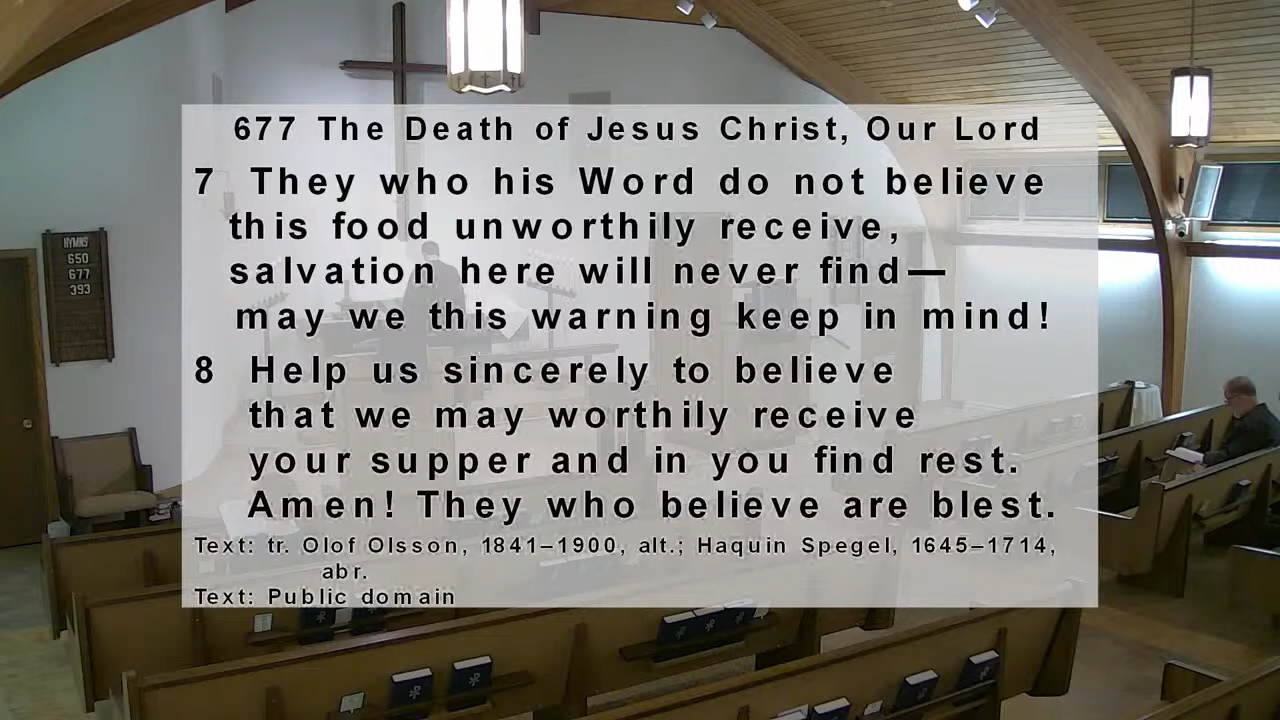 677 The Death of Jesus Christ, Our Lord
7 They who his Word do not believe
this food unworthily receive,
salvation here will never find—
may we this warning keep in mind!
8 Help us sincerely to believe
that we may worthily receive
your supper and in you find rest.
Amen! They who believe are blest.
Text: tr. Olof Olsson, 1841–1900, alt.; Haquin Spegel, 1645–1714,
abr.
Text: Public domain
HYMNS
650
677
393